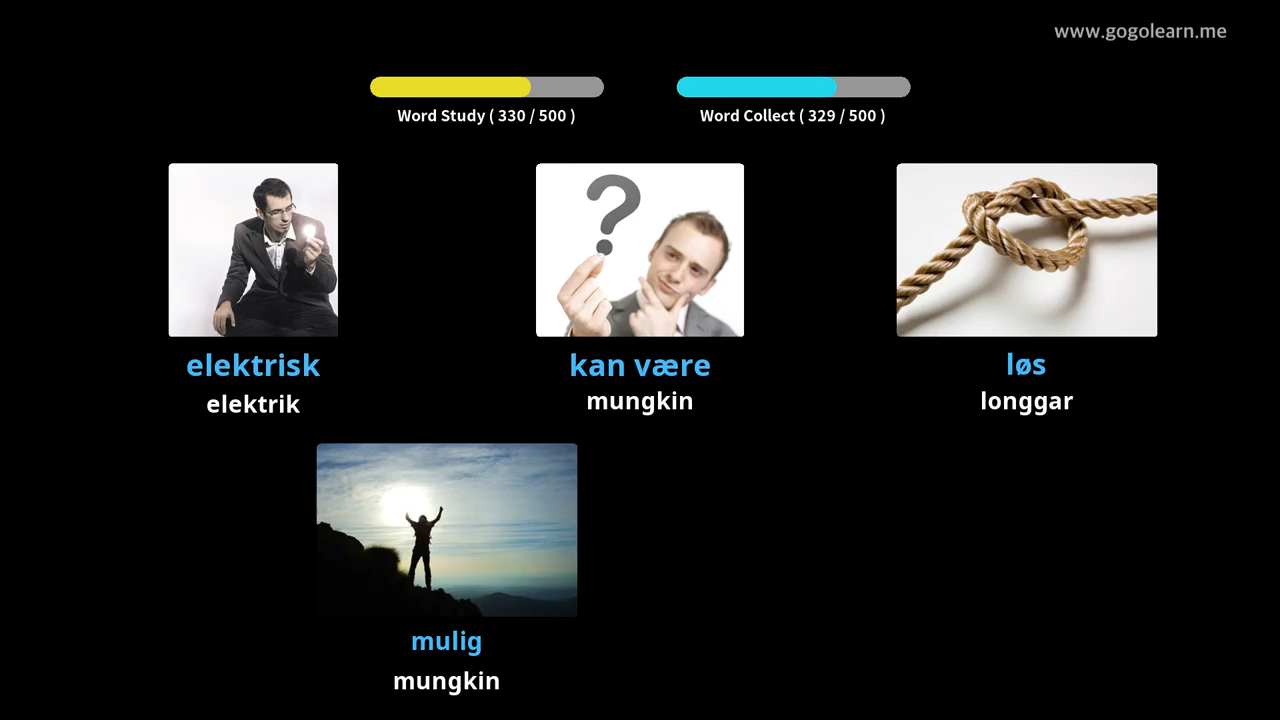 www.gogolearn.me
Word Study ( 330 / 500 )
Word Collect ( 329 / 500 )
elektrisk
elektrik
kan være
mungkin
løs
longgar
mulig
mungkin